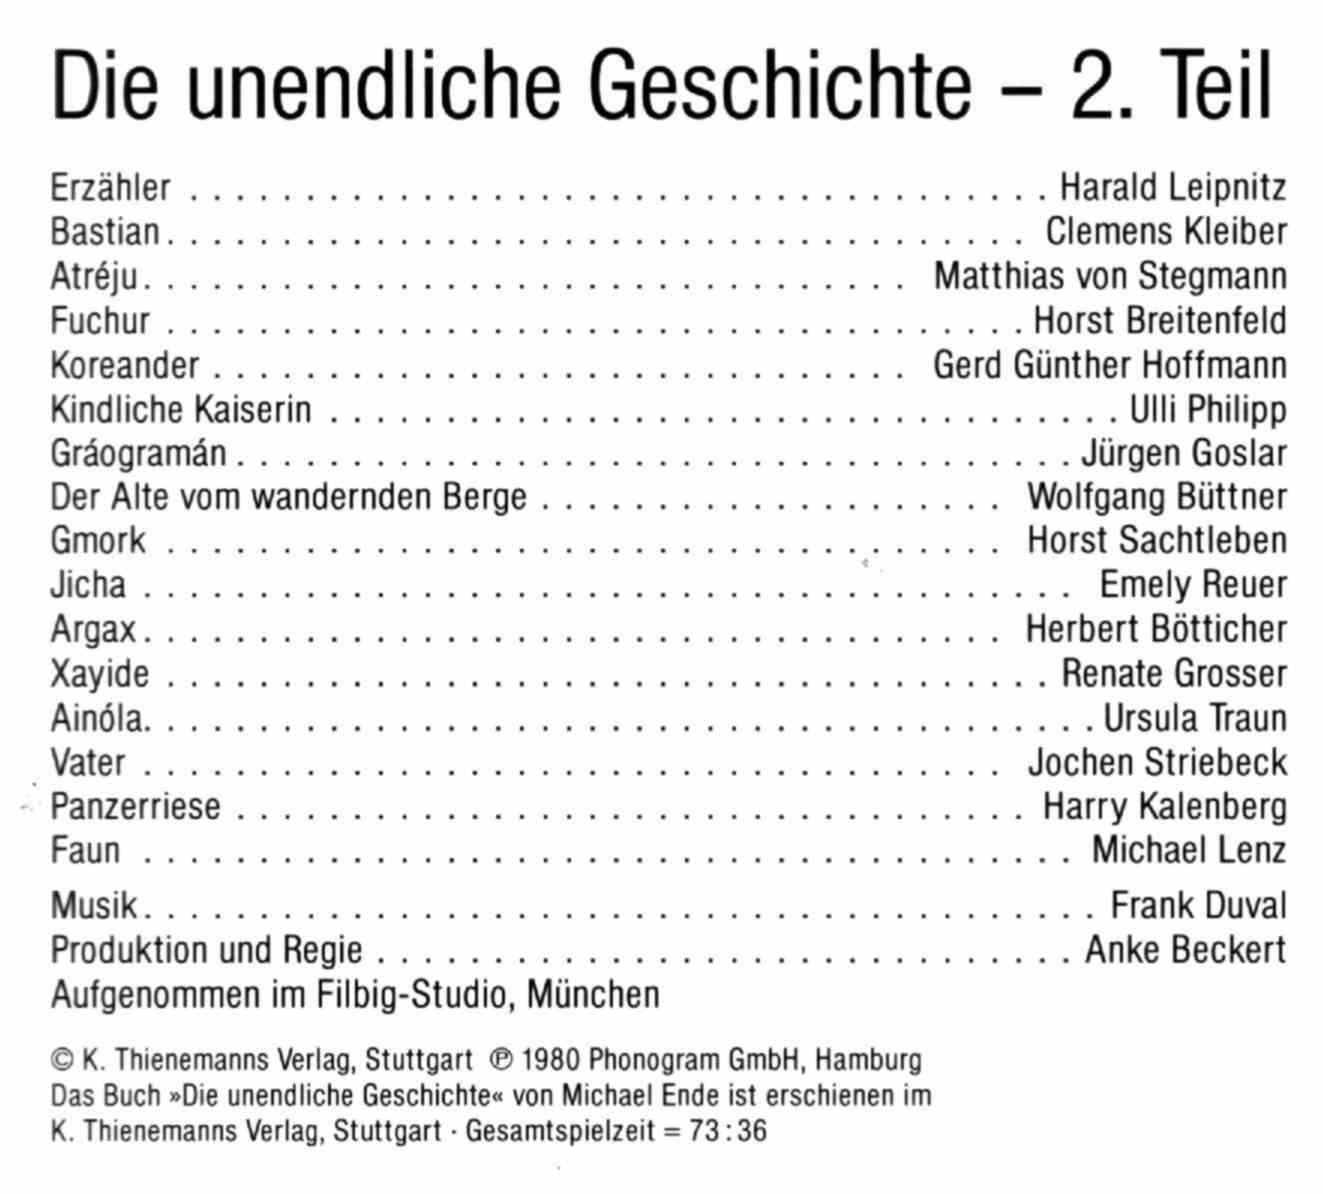 Die unendliche Geschichte – 2. Teil
Erzähler . . . . . . . . . . . . . . . . . . . . . . . . . . . . . . . . . . . . . Harald Leipnitz
Bastian . . . . . . . . . . . . . . . . . . . . . . . . . . . . . . . . . . . . . Clemens Kleiber
Atréju . . . . . . . . . . . . . . . . . . . . . . . . . . . . . . . . . Matthias von Stegmann
Fuchur . . . . . . . . . . . . . . . . . . . . . . . . . . . . . . . . . . . . . Horst Breitenfeld
Koreander . . . . . . . . . . . . . . . . . . . . . . . . . . . . . . Gerd Günther Hoffmann
Kindliche Kaiserin . . . . . . . . . . . . . . . . . . . . . . . . . . . . . . . . . . Ulli Philipp
Gráogramán . . . . . . . . . . . . . . . . . . . . . . . . . . . . . . . . . . . . Jürgen Goslar
Der Alte vom wandernden Berge . . . . . . . . . . . . . . . . . . . . Wolfgang Büttner
Gmork . . . . . . . . . . . . . . . . . . . . . . . . . . . . . . . . . . . . Horst Sachtleben
Jicha . . . . . . . . . . . . . . . . . . . . . . . . . . . . . . . . . . . . . . . . Emely Reuer
Argax . . . . . . . . . . . . . . . . . . . . . . . . . . . . . . . . . . . . . Herbert Bötticher
Xayide . . . . . . . . . . . . . . . . . . . . . . . . . . . . . . . . . . . . . . Renate Grosser
Ainóla . . . . . . . . . . . . . . . . . . . . . . . . . . . . . . . . . . . . . . . . . Ursula Traun
Vater . . . . . . . . . . . . . . . . . . . . . . . . . . . . . . . . . . . . . Jochen Striebeck
Panzerriese . . . . . . . . . . . . . . . . . . . . . . . . . . . . . . . . . . Harry Kalenberg
Faun . . . . . . . . . . . . . . . . . . . . . . . . . . . . . . . . . . . . . . . . Michael Lenz
Musik . . . . . . . . . . . . . . . . . . . . . . . . . . . . . . . . . . . . . . . . . Frank Duval
Produktion und Regie . . . . . . . . . . . . . . . . . . . . . . . . . . . . . . Anke Beckert
Aufgenommen im Filbig-Studio, München
© K. Thienemanns Verlag, Stuttgart ℗ 1980 Phonogram GmbH, Hamburg
Das Buch »Die unendliche Geschichte« von Michael Ende ist erschienen im
K. Thienemanns Verlag, Stuttgart · Gesamtspielzeit = 73:36